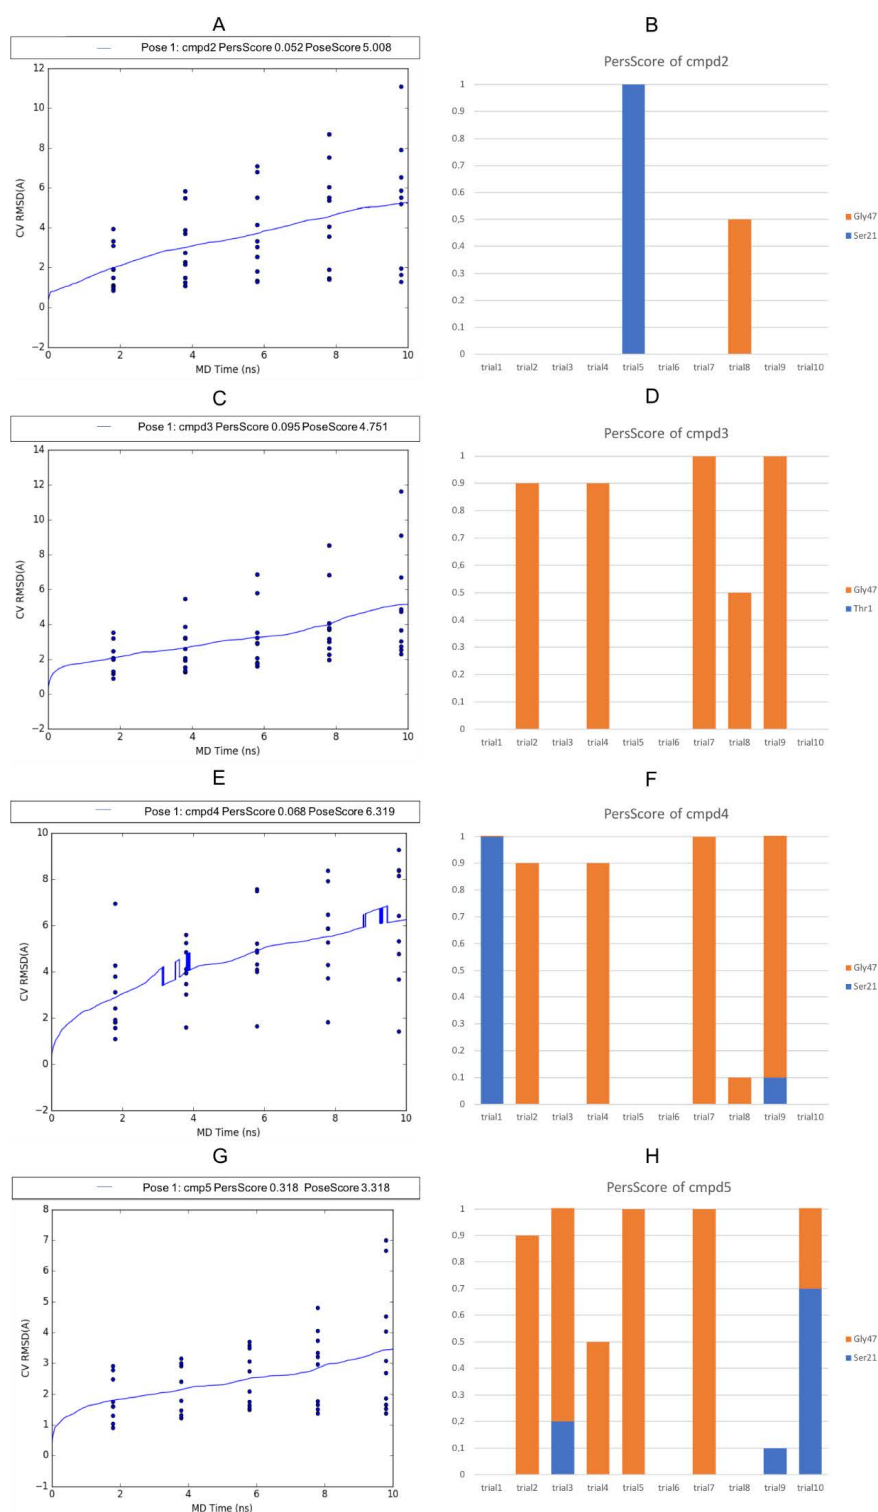 A
Pose 1: cmpd2 PersScore 0.052 PoseScore 5.008
12
10
8
6
4
2
0
−2
CV RMSD(A)
0 2 4 6 8 10
MD Time (ns)
B
PersScore of cmpd2
1
0.9
0.8
0.7
0.6
0.5
0.4
0.3
0.2
0.1
0
trial1 trial2 trial3 trial4 trial5 trial6 trial7 trial8 trial9 trial10
Gly47
Ser21
C
Pose 1: cmpd3 PersScore 0.095 PoseScore 4.751
14
12
10
8
6
4
2
0
−2
CV RMSD(A)
0 2 4 6 8 10
MD Time (ns)
D
PersScore of cmpd3
1
0.9
0.8
0.7
0.6
0.5
0.4
0.3
0.2
0.1
0
trial1 trial2 trial3 trial4 trial5 trial6 trial7 trial8 trial9 trial10
Gly47
Thr1
E
Pose 1: cmpd4 PersScore 0.068 PoseScore 6.319
10
8
6
4
2
0
−2
CV RMSD(A)
0 2 4 6 8 10
MD Time (ns)
F
PersScore of cmpd4
1
0.9
0.8
0.7
0.6
0.5
0.4
0.3
0.2
0.1
0
trial1 trial2 trial3 trial4 trial5 trial6 trial7 trial8 trial9 trial10
Gly47
Ser21
G
Pose 1: cmp5 PersScore 0.318 PoseScore 3.318
8
7
6
5
4
3
2
1
0
−1
CV RMSD(A)
0 2 4 6 8 10
MD Time (ns)
H
PersScore of cmpd5
1
0.9
0.8
0.7
0.6
0.5
0.4
0.3
0.2
0.1
0
trial1 trial2 trial3 trial4 trial5 trial6 trial7 trial8 trial9 trial10
Gly47
Ser21